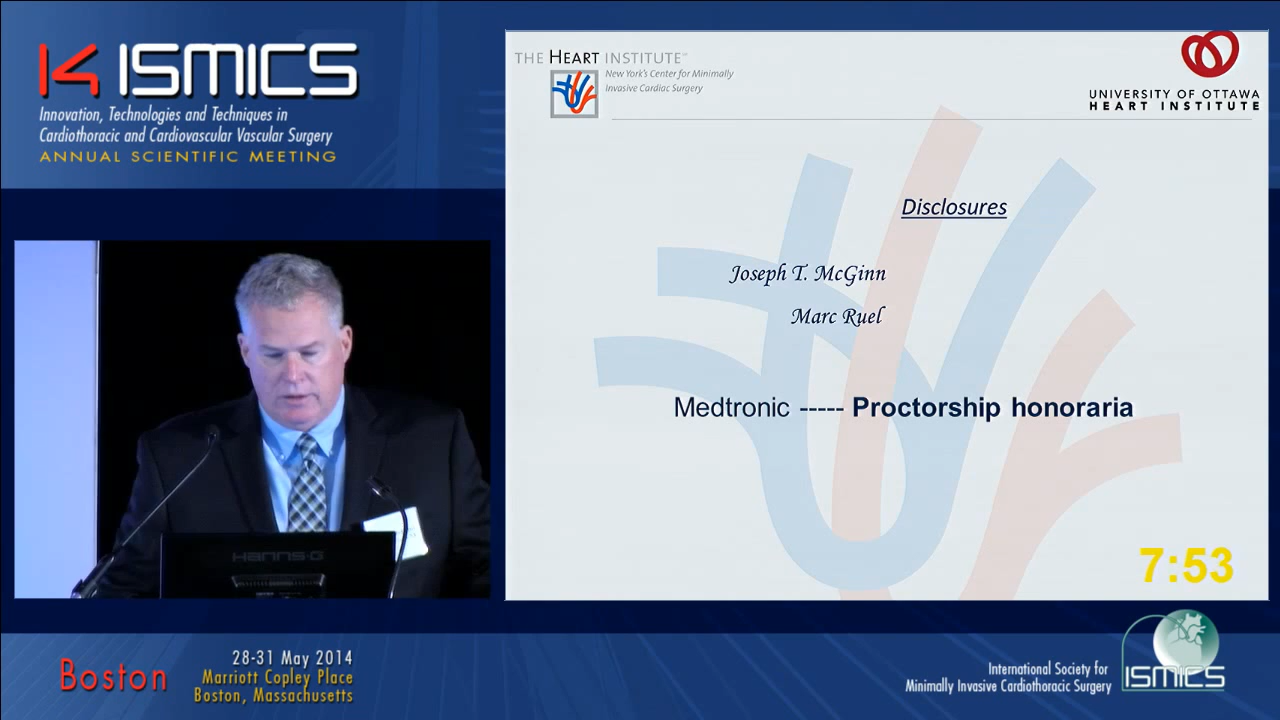 14 ISMICS
Innovation, Technologies and Techniques in
Cardiothoracic and Cardiovascular Vascular Surgery
ANNUAL SCIENTIFIC MEETING
THE HEART INSTITUTE
New York's Center for Minimally
Invasive Cardiac Surgery
UNIVERSITY OF OTTAWA
HEART INSTITUTE
Disclosures
Joseph T. McGinn
Marc Ruel
Medtronic ----- Proctorship honoraria
7:53
HANNS-G
Boston
28-31 May 2014
Marriott Copley Place
Boston, Massachusetts
International Society for
Minimally Invasive Cardiothoracic Surgery
ISMICS